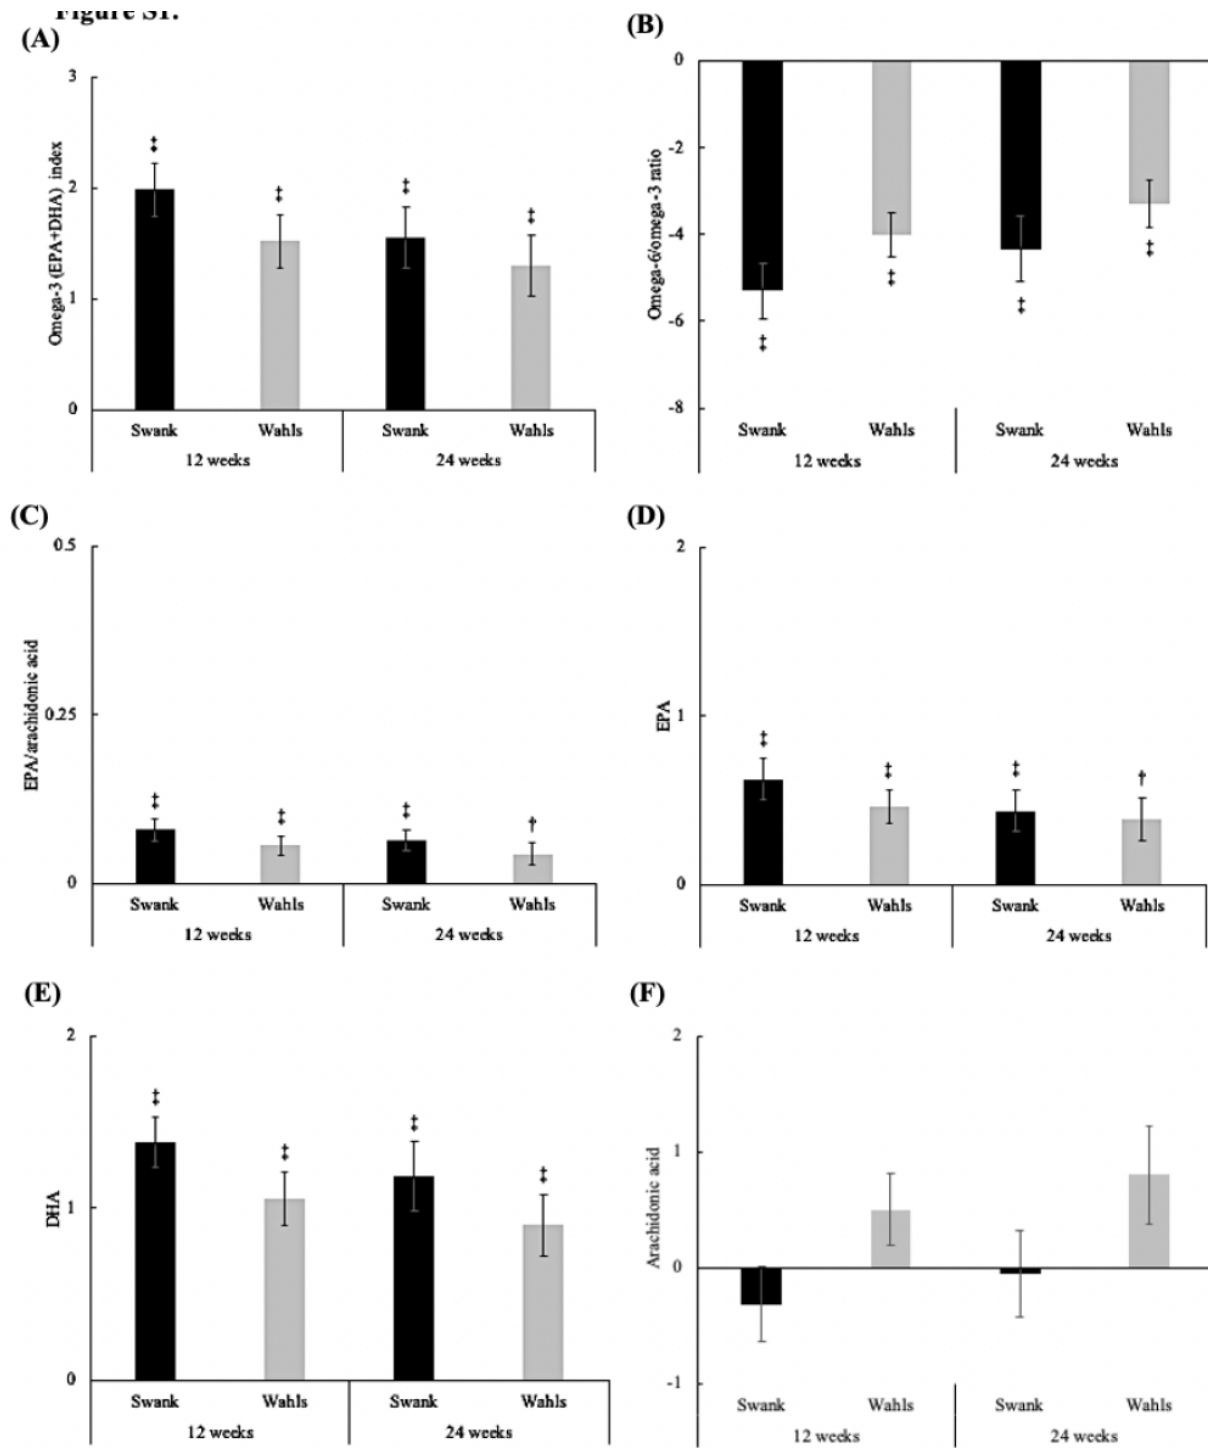 Figure S1.
(A)
3
‡
‡
‡
‡
2
1
0
Omega-3 (EPA+DHA) index
Swank Wahls Swank Wahls
12 weeks 24 weeks
(B)
0
-2
-4
-6
-8
Omega-6/omega-3 ratio
‡
‡
‡
‡
Swank Wahls Swank Wahls
12 weeks 24 weeks
(C)
0.5
0.25
0
EPA/arachidonic acid
‡ ‡ ‡ †
Swank Wahls Swank Wahls
12 weeks 24 weeks
(D)
2
1
0
EPA
‡ ‡ ‡ †
Swank Wahls Swank Wahls
12 weeks 24 weeks
(E)
2
1
0
DHA
‡ ‡ ‡ ‡
Swank Wahls Swank Wahls
12 weeks 24 weeks
(F)
2
1
0
-1
Arachidonic acid
Swank Wahls Swank Wahls
12 weeks 24 weeks